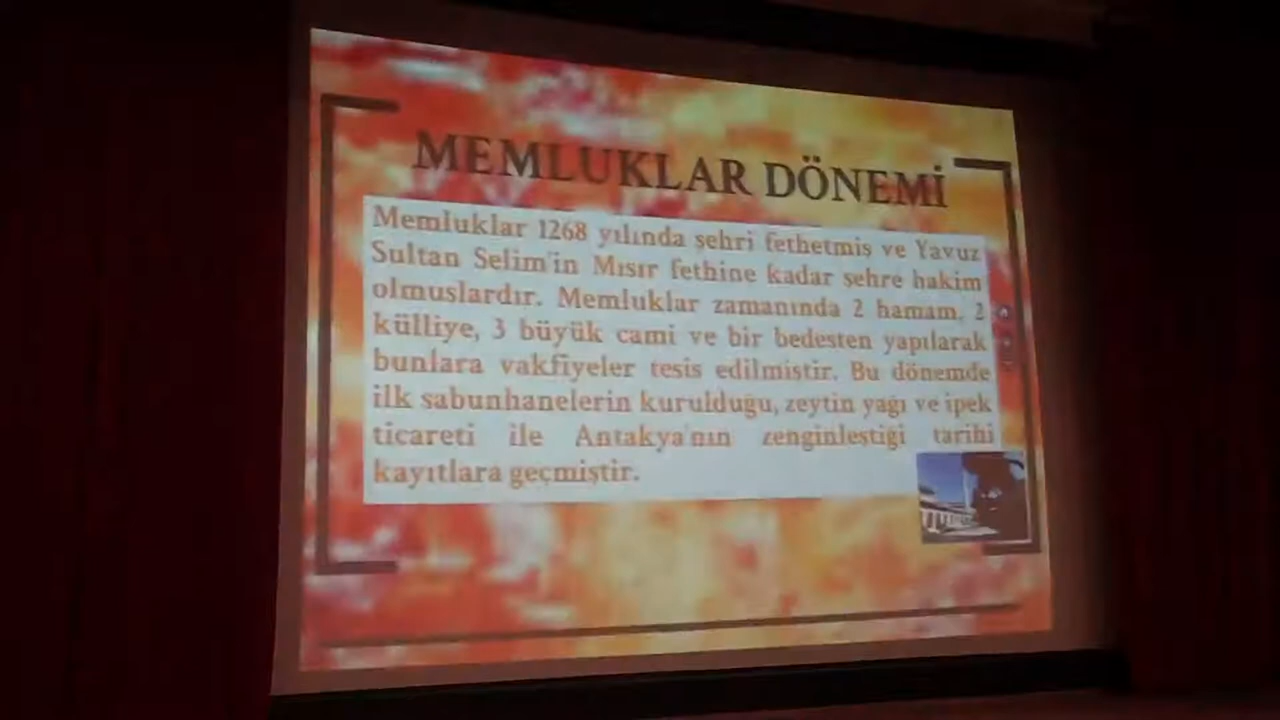 MEMLUKLAR DÖNEMİ
Memluklar 1268 yılında şehri fethetmiş ve Yavuz
Sultan Selim'in Mısır fethine kadar şehre hakim
olmuşlardır. Memluklar zamanında 2 hamam, 2
külliye, 3 büyük cami ve bir bedesten yapılarak
bunlara vakfiyeler tesis edilmiştir. Bu dönemde
ilk sabunhanelerin kurulduğu, zeytin yağı ve ipek
ticareti ile Antakya'nın zenginleştiği tarihi
kayıtlara geçmiştir.